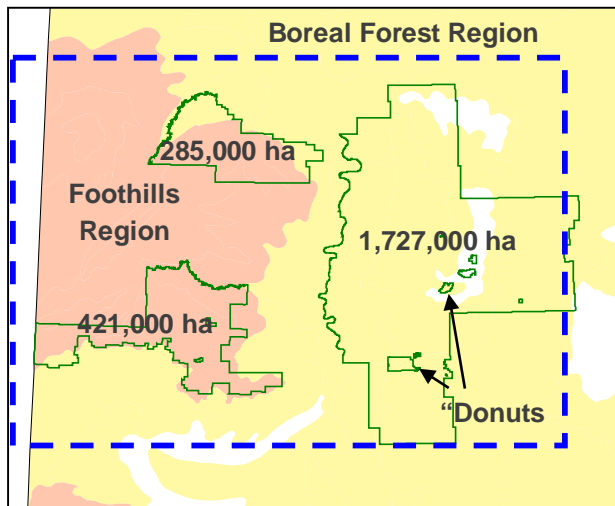 Boreal Forest Region
285,000 ha
Foothills
Region
1,727,000 ha
421,000 ha
“Donuts